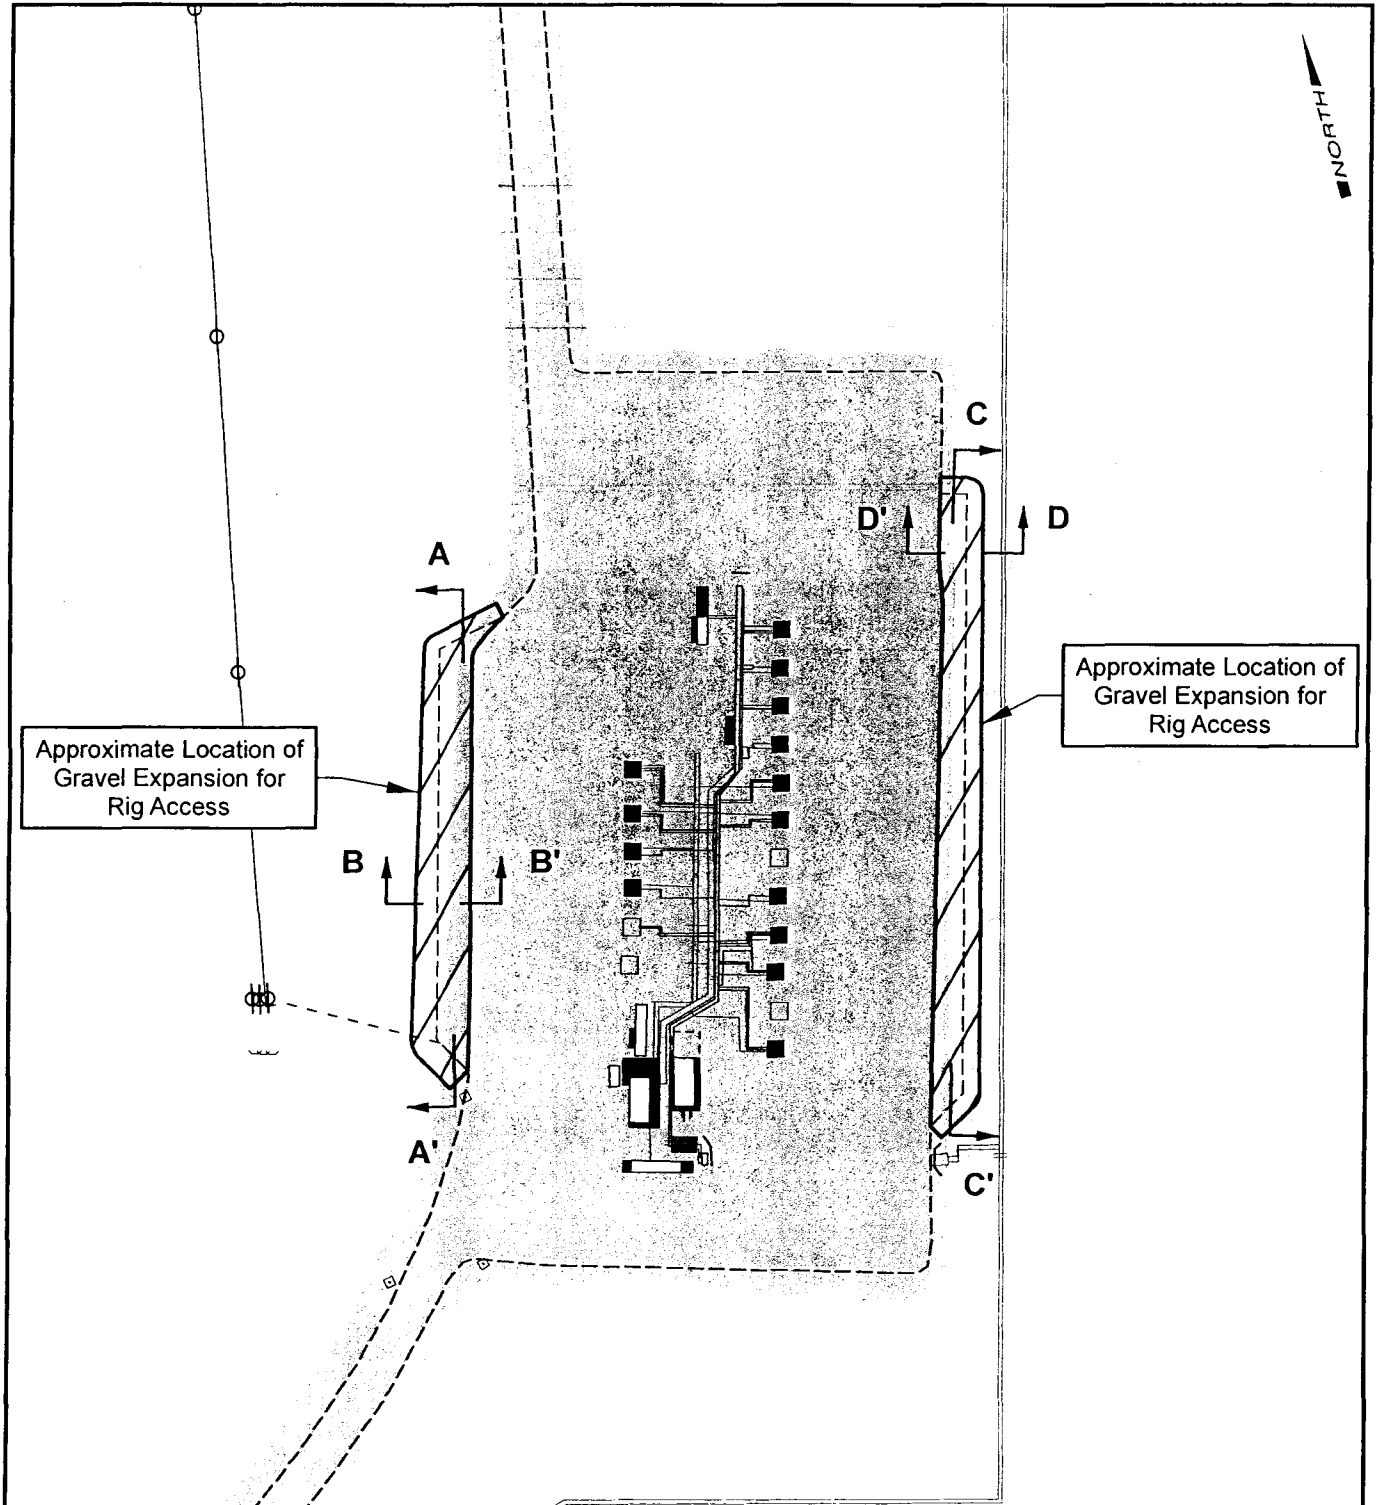 NORTH
C
D'
D
A
Approximate Location of
Gravel Expansion for
Rig Access
Approximate Location of
Gravel Expansion for
Rig Access
B
B'
A'
C'